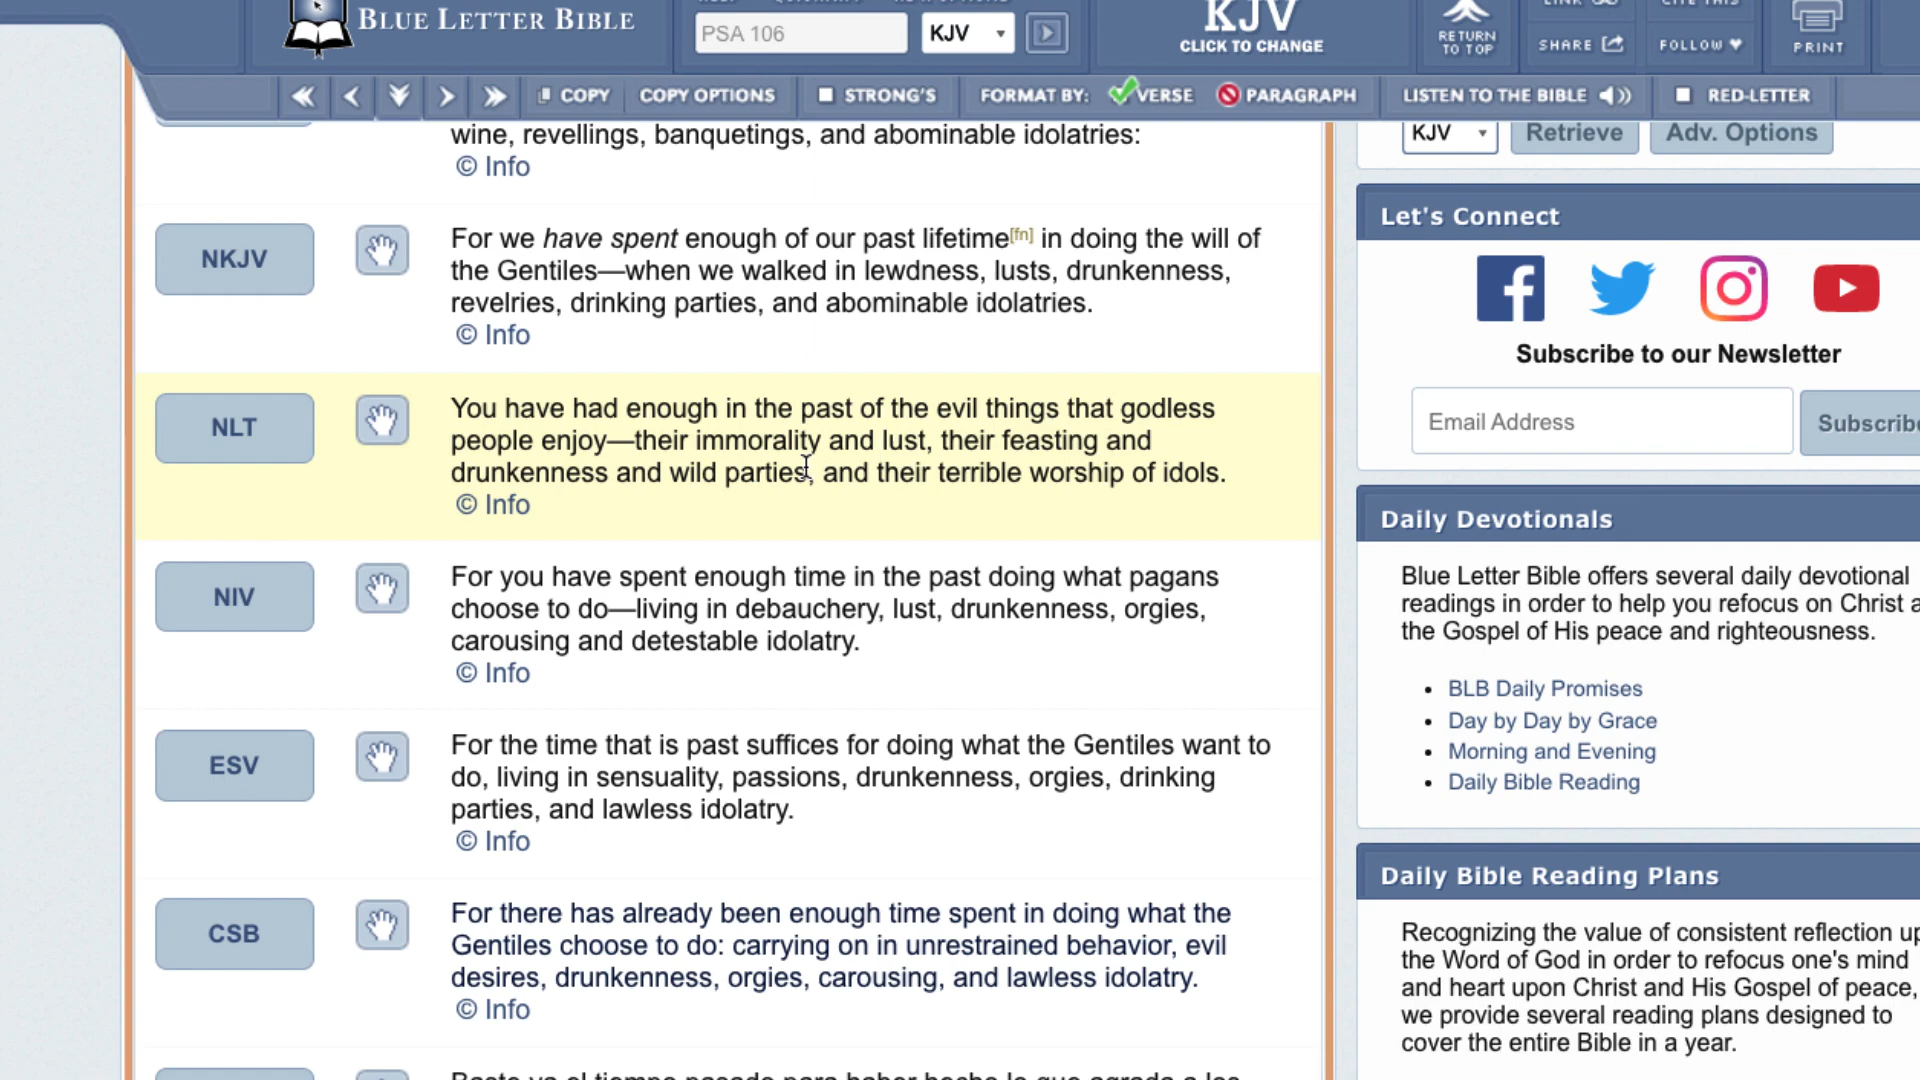 BLUE LETTER BIBLE
PSA 106
KJV
KJV
CLICK TO CHANGE
RETURN
TO TOP
SHARE
CITE THIS
FOLLOW
PRINT
COPY
COPY OPTIONS
STRONG'S
FORMAT BY:
VERSE
PARAGRAPH
LISTEN TO THE BIBLE
RED-LETTER
wine, revellings, banquetings, and abominable idolatries:
© Info
NKJV
For we have spent enough of our past lifetime[fn] in doing the will of
the Gentiles—when we walked in lewdness, lusts, drunkenness,
revelries, drinking parties, and abominable idolatries.
© Info
NLT
You have had enough in the past of the evil things that godless
people enjoy—their immorality and lust, their feasting and
drunkenness and wild parties, and their terrible worship of idols.
© Info
NIV
For you have spent enough time in the past doing what pagans
choose to do—living in debauchery, lust, drunkenness, orgies,
carousing and detestable idolatry.
© Info
ESV
For the time that is past suffices for doing what the Gentiles want to
do, living in sensuality, passions, drunkenness, orgies, drinking
parties, and lawless idolatry.
© Info
CSB
For there has already been enough time spent in doing what the
Gentiles choose to do: carrying on in unrestrained behavior, evil
desires, drunkenness, orgies, carousing, and lawless idolatry.
© Info
KJV
Retrieve
Adv. Options
Let's Connect
Subscribe to our Newsletter
Email Address
Subscribe
Daily Devotionals
Blue Letter Bible offers several daily devotional
readings in order to help you refocus on Christ a
the Gospel of His peace and righteousness.
• BLB Daily Promises
• Day by Day by Grace
• Morning and Evening
• Daily Bible Reading
Daily Bible Reading Plans
Recognizing the value of consistent reflection up
the Word of God in order to refocus one's mind
and heart upon Christ and His Gospel of peace,
we provide several reading plans designed to
cover the entire Bible in a year.